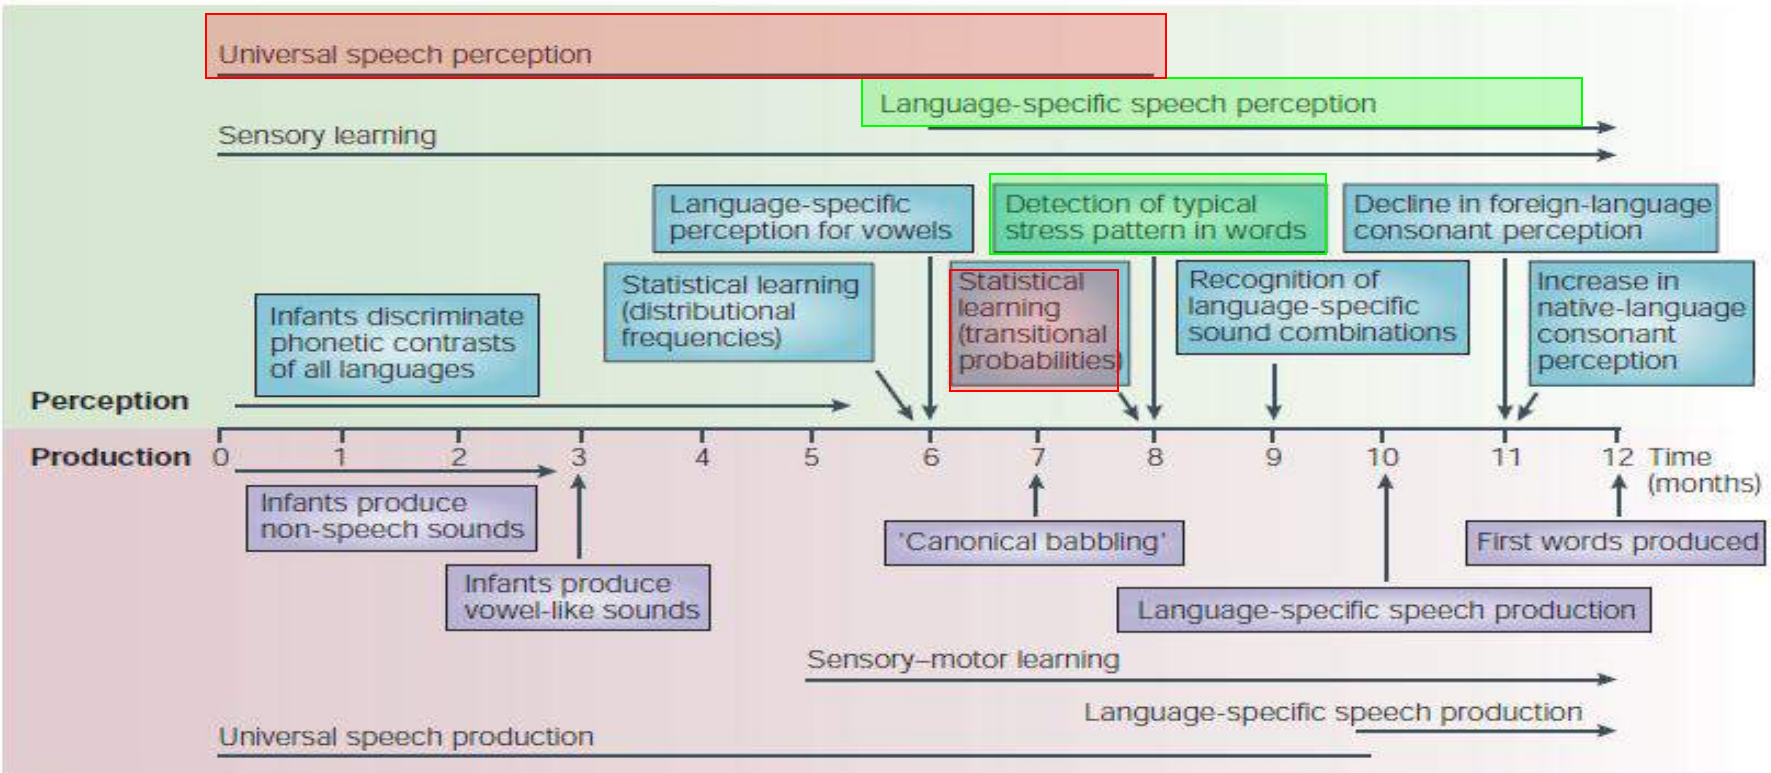 Universal speech perception
Language-specific speech perception
Sensory learning
Language-specific
perception for vowels
Detection of typical
stress pattern in words
Decline in foreign-language
consonant perception
Statistical learning
(distributional
frequencies)
Statistical
learning
(transitional
probabilities)
Recognition of
language-specific
sound combinations
Increase in
native-language
consonant
perception
Infants discriminate
phonetic contrasts
of all languages
Perception
Production
0 1 2 3 4 5 6 7 8 9 10 11 12 Time
(months)
Infants produce
non-speech sounds
'Canonical babbling'
First words produced
Infants produce
vowel-like sounds
Language-specific speech production
Sensory–motor learning
Language-specific speech production
Universal speech production